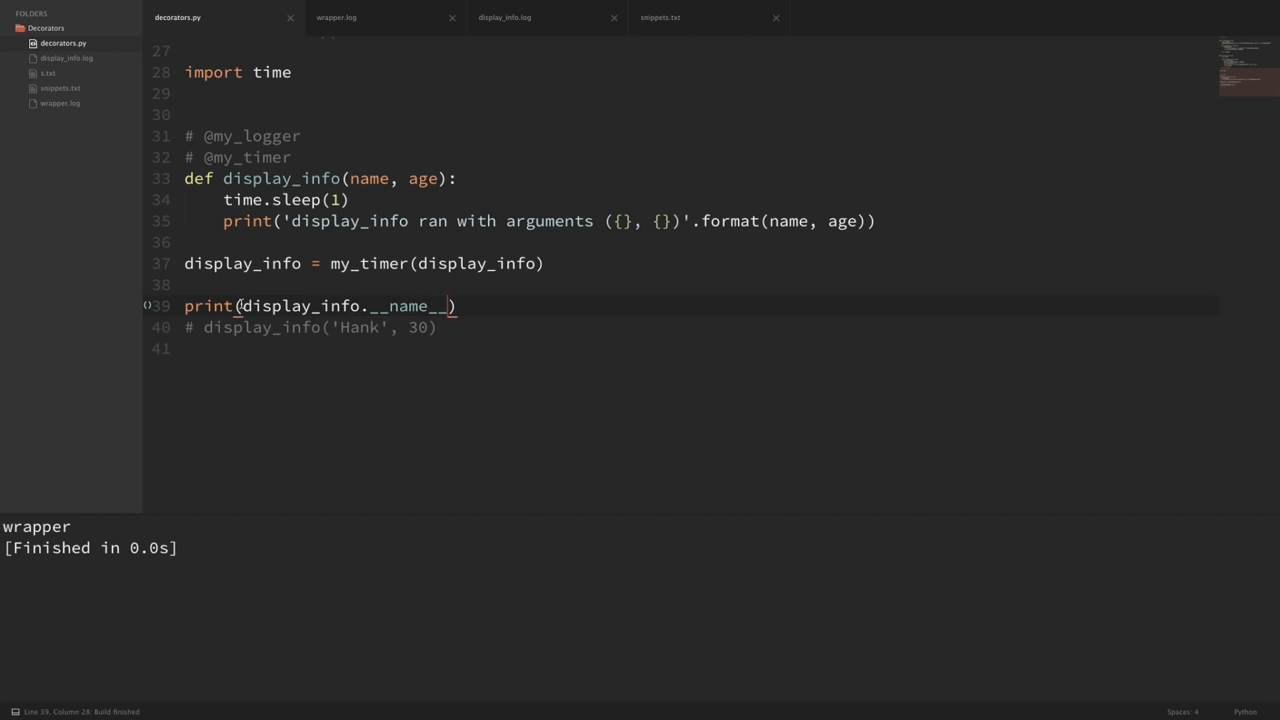 FOLDERS
Decorators
decorators.py
display_info.log
s.txt
snippets.txt
wrapper.log
decorators.py
wrapper.log
display_info.log
snippets.txt
27
28 import time
29
30
31 # @my_logger
32 # @my_timer
33 def display_info(name, age):
34 time.sleep(1)
35 print('display_info ran with arguments ({}, {})'.format(name, age))
36
37 display_info = my_timer(display_info)
38
39 print(display_info.__name__)
40 # display_info('Hank', 30)
41
wrapper
[Finished in 0.0s]
Line 39, Column 28; Build finished
Spaces: 4
Python